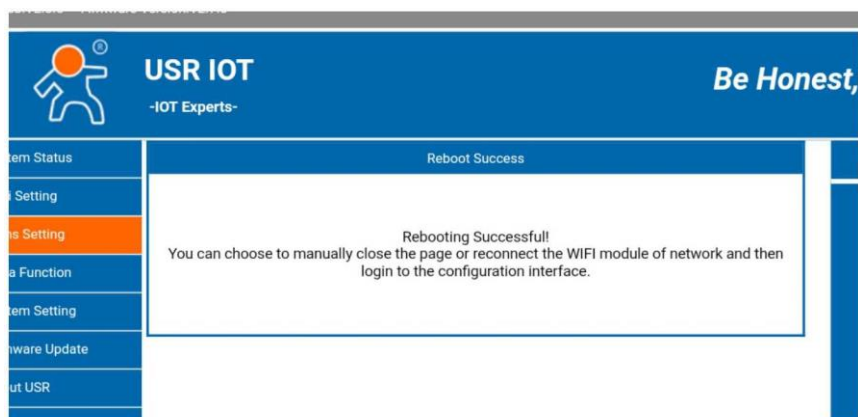 ®
USR IOT
-IOT Experts-
Be Honest,
tem Status
Setting
Setting
a Function
tem Setting
ware Update
ut USR
Reboot Success
Rebooting Successful!
You can choose to manually close the page or reconnect the WIFI module of network and then
login to the configuration interface.